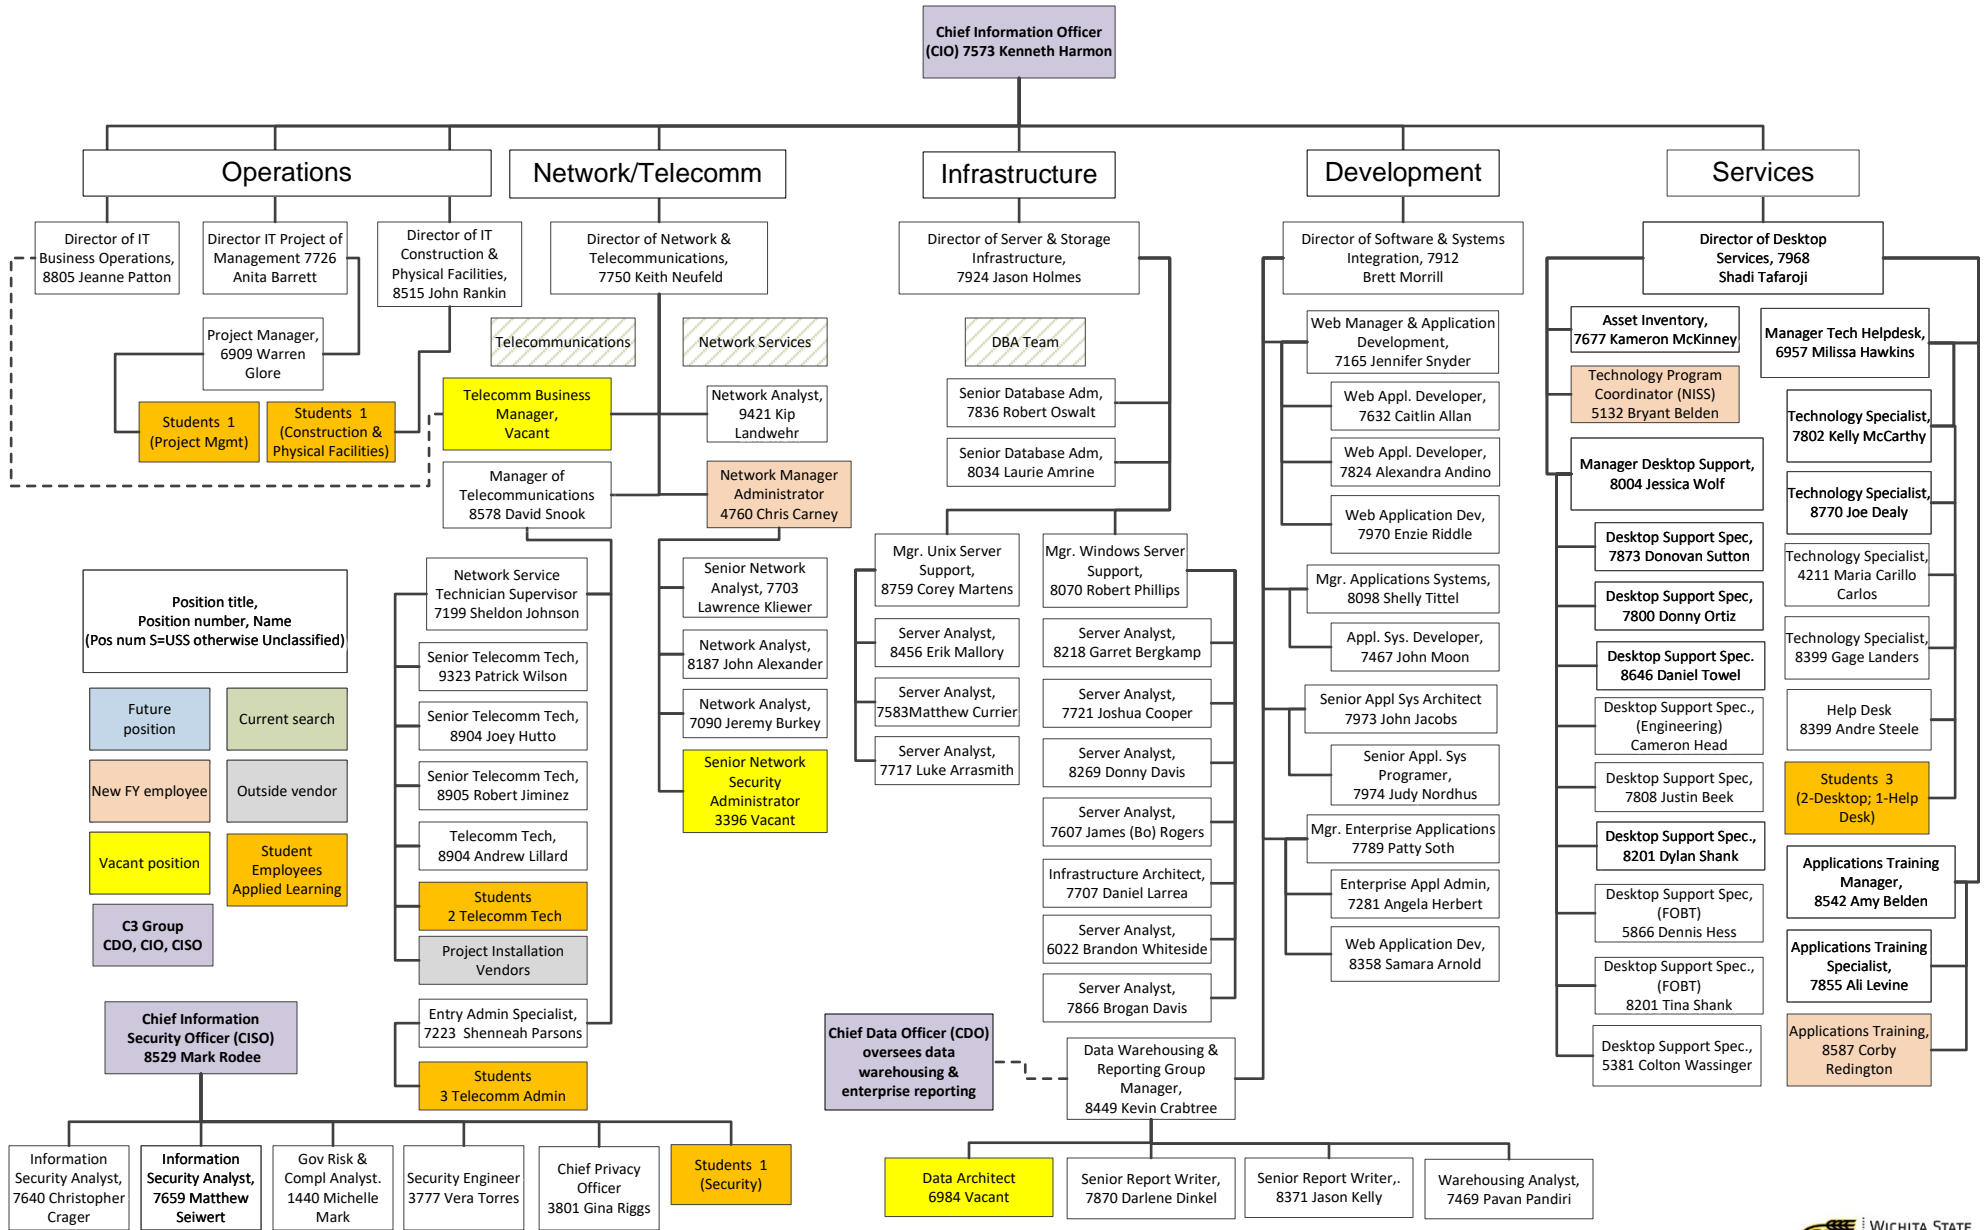 Chief Information Officer
(CIO) 7573 Kenneth Harmon
Operations
Network/Telecomm
Infrastructure
Development
Services
Director of IT
Business Operations,
8805 Jeanne Patton
Director IT Project of
Management 7726
Anita Barrett
Director of IT
Construction &
Physical Facilities,
8515 John Rankin
Project Manager,
6909 Warren
Glore
Students  1
(Project Mgmt)
Students  1
(Construction &
Physical Facilities)
Director of Network &
Telecommunications,
7750 Keith Neufeld
Telecommunications
Network Services
Telecomm Business
Manager,
Vacant
Network Analyst,
9421 Kip
Landwehr
Manager of
Telecommunications
8578 David Snook
Network Manager
Administrator
4760 Chris Carney
Network Service
Technician Supervisor
7199 Sheldon Johnson
Senior Telecomm Tech,
9323 Patrick Wilson
Senior Telecomm Tech,
8904 Joey Hutto
Senior Telecomm Tech,
8905 Robert Jiminez
Telecomm Tech,
8904 Andrew Lillard
Students
2 Telecomm Tech
Project Installation
Vendors
Entry Admin Specialist,
7223  Shenneah Parsons
Students
3 Telecomm Admin
Senior Network
Analyst, 7703
Lawrence Kliewer
Network Analyst,
8187 John Alexander
Network Analyst,
7090 Jeremy Burkey
Senior Network
Security
Administrator
3396 Vacant
Director of Server & Storage
Infrastructure,
7924 Jason Holmes
DBA Team
Senior Database Adm,
7836 Robert Oswalt
Senior Database Adm,
8034 Laurie Amrine
Mgr. Unix Server
Support,
8759 Corey Martens
Server Analyst,
8456 Erik Mallory
Server Analyst,
7583Matthew Currier
Server Analyst,
7717 Luke Arrasmith
Mgr. Windows Server
Support,
8070 Robert Phillips
Server Analyst,
8218 Garret Bergkamp
Server Analyst,
7721 Joshua Cooper
Server Analyst,
8269 Donny Davis
Server Analyst,
7607 James (Bo) Rogers
Infrastructure Architect,
7707 Daniel Larrea
Server Analyst,
6022 Brandon Whiteside
Server Analyst,
7866 Brogan Davis
Director of Software & Systems
Integration, 7912
Brett Morrill
Web Manager & Application
Development,
7165 Jennifer Snyder
Web Appl. Developer,
7632 Caitlin Allan
Web Appl. Developer,
7824 Alexandra Andino
Web Application Dev,
7970 Enzie Riddle
Mgr. Applications Systems,
8098 Shelly Tittel
Appl. Sys. Developer,
7467 John Moon
Senior Appl Sys Architect
7973 John Jacobs
Senior Appl. Sys
Programer,
7974 Judy Nordhus
Mgr. Enterprise Applications
7789 Patty Soth
Enterprise Appl Admin,
7281 Angela Herbert
Web Application Dev,
8358 Samara Arnold
Director of Desktop
Services, 7968
Shadi Tafaroji
Asset Inventory,
7677 Kameron McKinney
Technology Program
Coordinator (NISS)
5132 Bryant Belden
Manager Desktop Support,
8004 Jessica Wolf
Desktop Support Spec,
7873 Donovan Sutton
Desktop Support Spec,
7800 Donny Ortiz
Desktop Support Spec.
8646 Daniel Towel
Desktop Support Spec.,
(Engineering)
Cameron Head
Desktop Support Spec,
7808 Justin Beek
Desktop Support Spec.,
8201 Dylan Shank
Desktop Support Spec,
(FOBT)
5866 Dennis Hess
Desktop Support Spec.,
(FOBT)
8201 Tina Shank
Desktop Support Spec.,
5381 Colton Wassinger
Manager Tech Helpdesk,
6957 Milissa Hawkins
Technology Specialist,
7802 Kelly McCarthy
Technology Specialist,
8770 Joe Dealy
Technology Specialist,
4211 Maria Carillo
Carlos
Technology Specialist,
8399 Gage Landers
Help Desk
8399 Andre Steele
Students  3
(2-Desktop; 1-Help
Desk)
Applications Training
Manager,
8542 Amy Belden
Applications Training
Specialist,
7855 Ali Levine
Applications Training,
8587 Corby
Redington
Position title,
Position number, Name
(Pos num S=USS otherwise Unclassified)
Future
position
Current search
New FY employee
Outside vendor
Vacant position
Student
Employees
Applied Learning
C3 Group
CDO, CIO, CISO
Chief Information
Security Officer (CISO)
8529 Mark Rodee
Information
Security Analyst,
7640 Christopher
Crager
Information
Security Analyst,
7659 Matthew
Seiwert
Gov Risk &
Compl Analyst.
1440 Michelle
Mark
Security Engineer
3777 Vera Torres
Chief Privacy
Officer
3801 Gina Riggs
Students  1
(Security)
Chief Data Officer (CDO)
oversees data
warehousing &
enterprise reporting
Data Warehousing &
Reporting Group
Manager,
8449 Kevin Crabtree
Data Architect
6984 Vacant
Senior Report Writer,
7870 Darlene Dinkel
Senior Report Writer,.
8371 Jason Kelly
Warehousing Analyst,
7469 Pavan Pandiri
WICHITA STATE